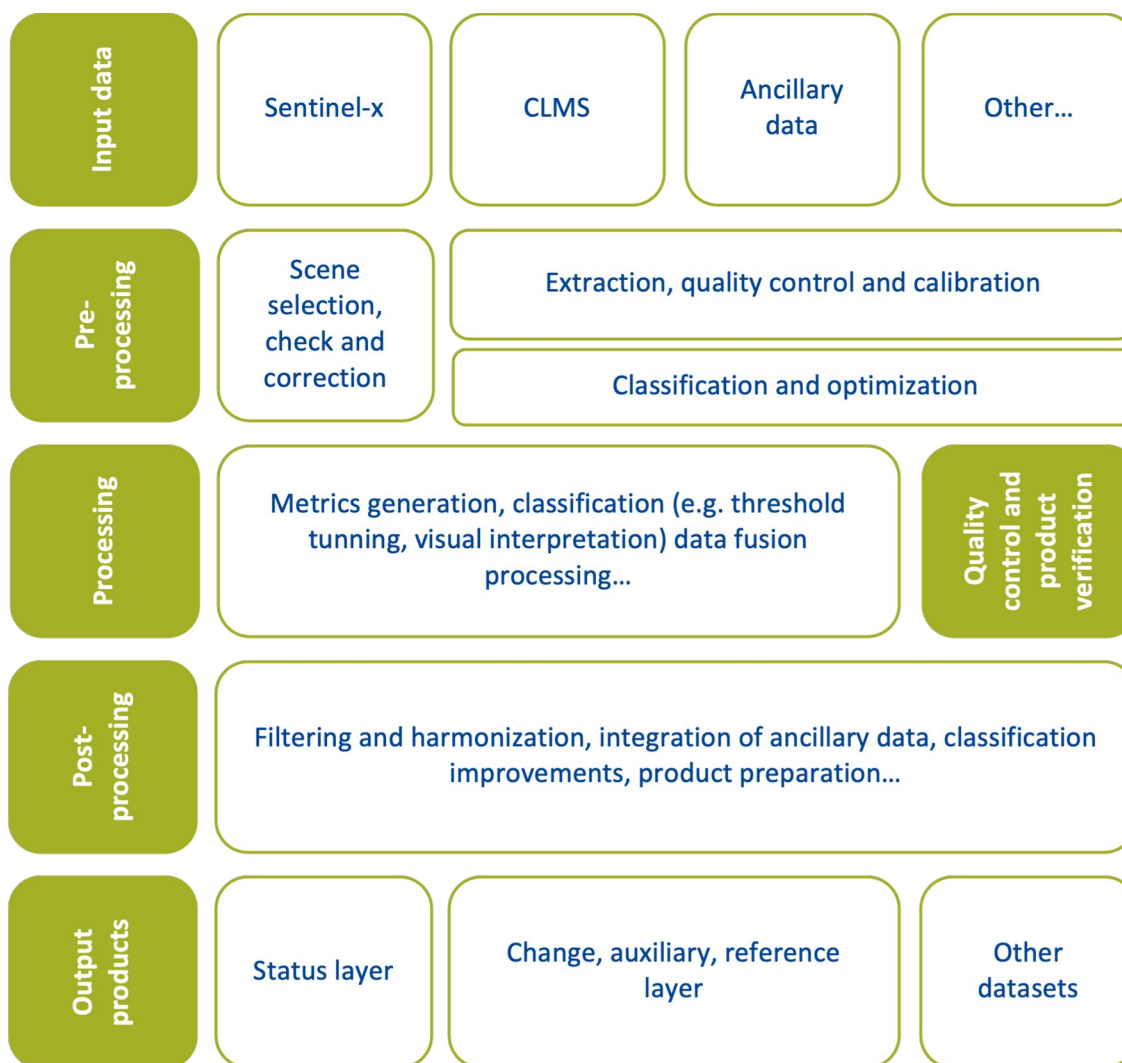 Input data
Sentinel-x
CLMS
Ancillary
data
Other...
Pre-
processing
Scene
selection,
check and
correction
Extraction, quality control and calibration
Classification and optimization
Processing
Metrics generation, classification (e.g. threshold
tunning, visual interpretation) data fusion
processing...
Quality
control and
product
verification
Post-
processing
Filtering and harmonization, integration of ancillary data, classification
improvements, product preparation...
Output
products
Status layer
Change, auxiliary, reference
layer
Other
datasets